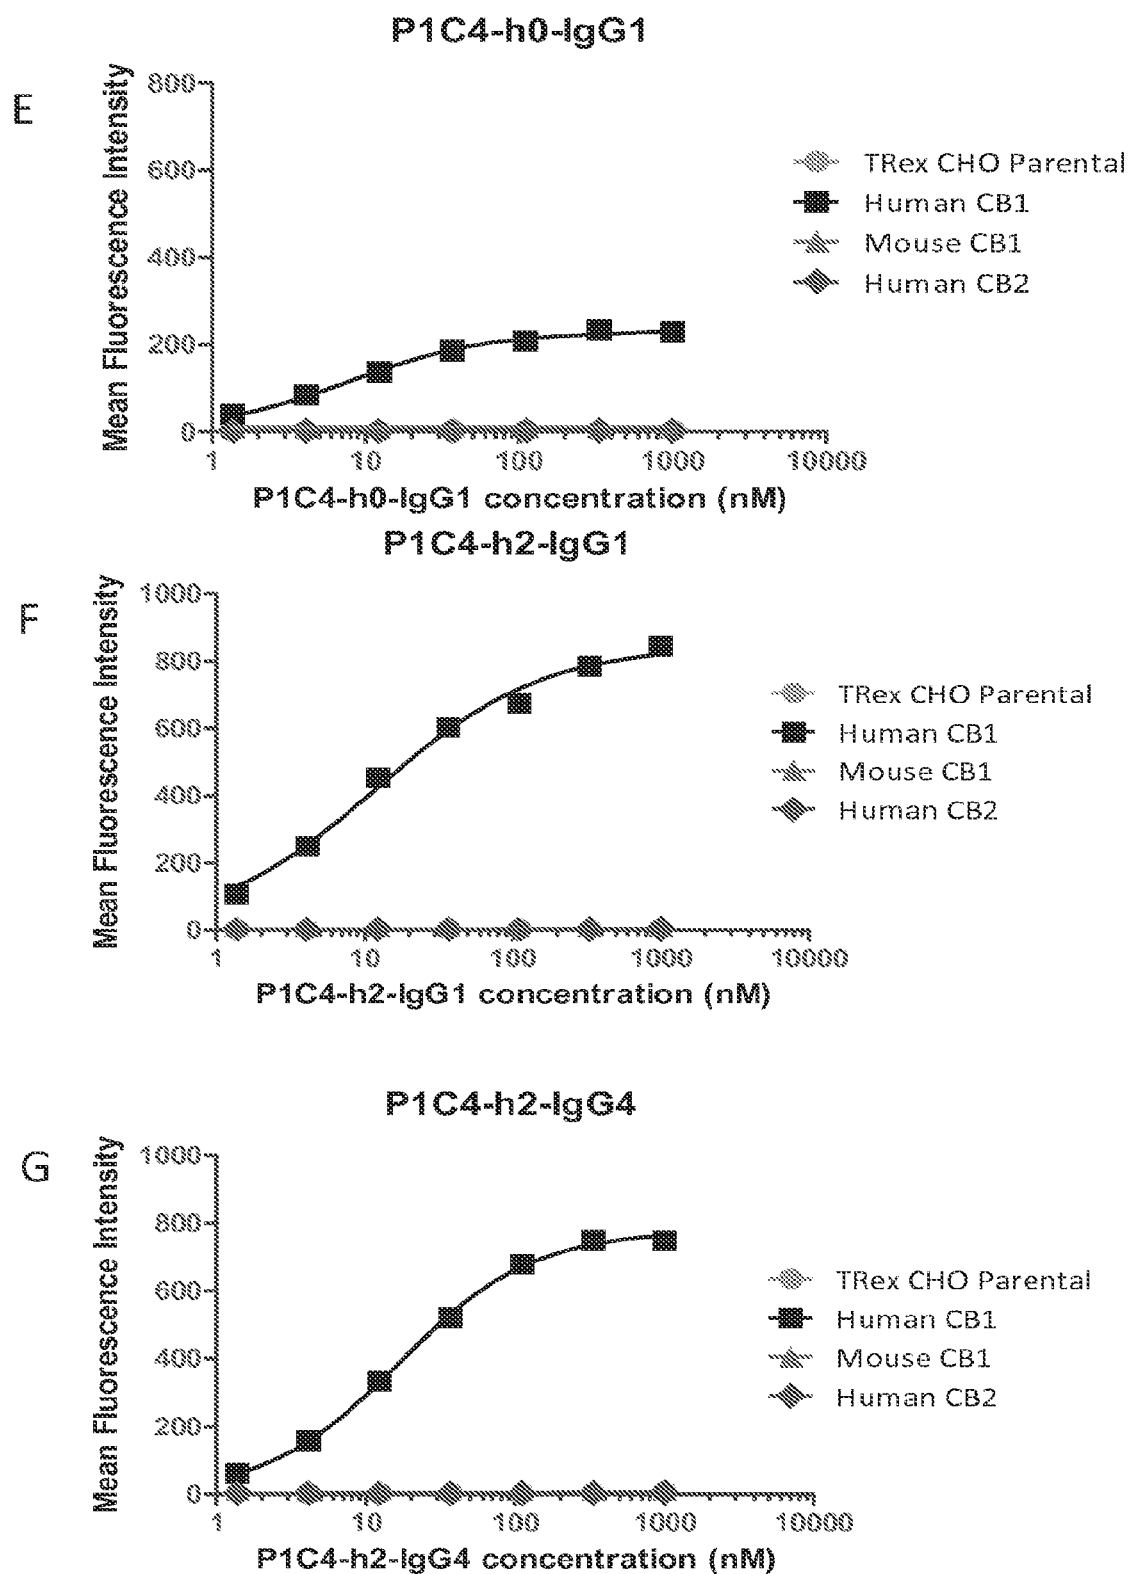 P1C4-h0-IgG1
E
Mean Fluorescence Intensity
800
600
400
200
0
1 10 100 1000 10000
P1C4-h0-IgG1 concentration (nM)
TRex CHO Parental
Human CB1
Mouse CB1
Human CB2
P1C4-h2-IgG1
F
Mean Fluorescence Intensity
1000
800
600
400
200
0
1 10 100 1000 10000
P1C4-h2-IgG1 concentration (nM)
TRex CHO Parental
Human CB1
Mouse CB1
Human CB2
P1C4-h2-IgG4
G
Mean Fluorescence Intensity
1000
800
600
400
200
0
1 10 100 1000 10000
P1C4-h2-IgG4 concentration (nM)
TRex CHO Parental
Human CB1
Mouse CB1
Human CB2